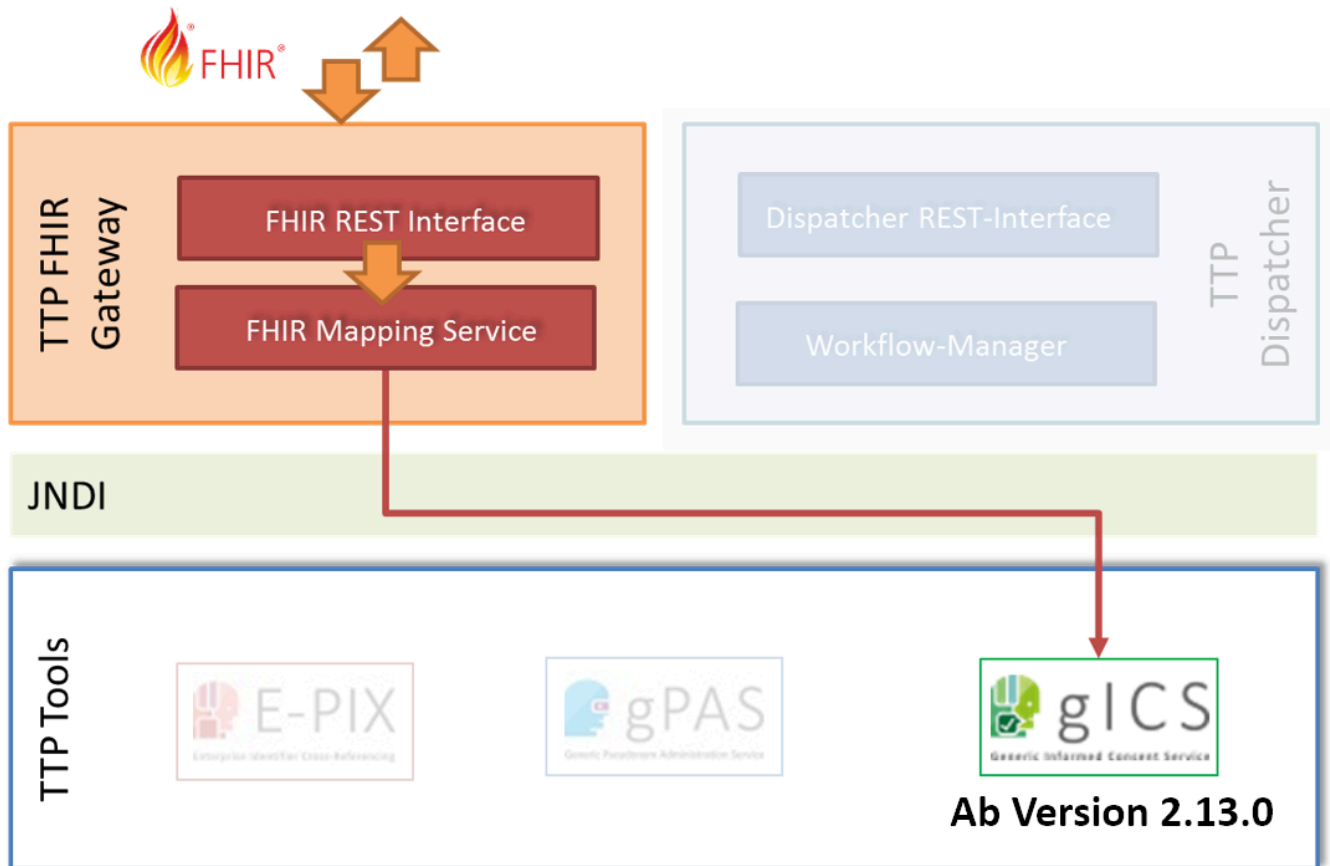 FHIR®
TTP FHIR
Gateway
FHIR REST Interface
FHIR Mapping Service
Dispatcher REST-Interface
Workflow-Manager
TTP
Dispatcher
JNDI
TTP Tools
E-PIX
Enterprise Identifier Cross-Referencing
gPAS
Generic Pseudonym Administration Service
gICS
Generic Informed Consent Service
Ab Version 2.13.0